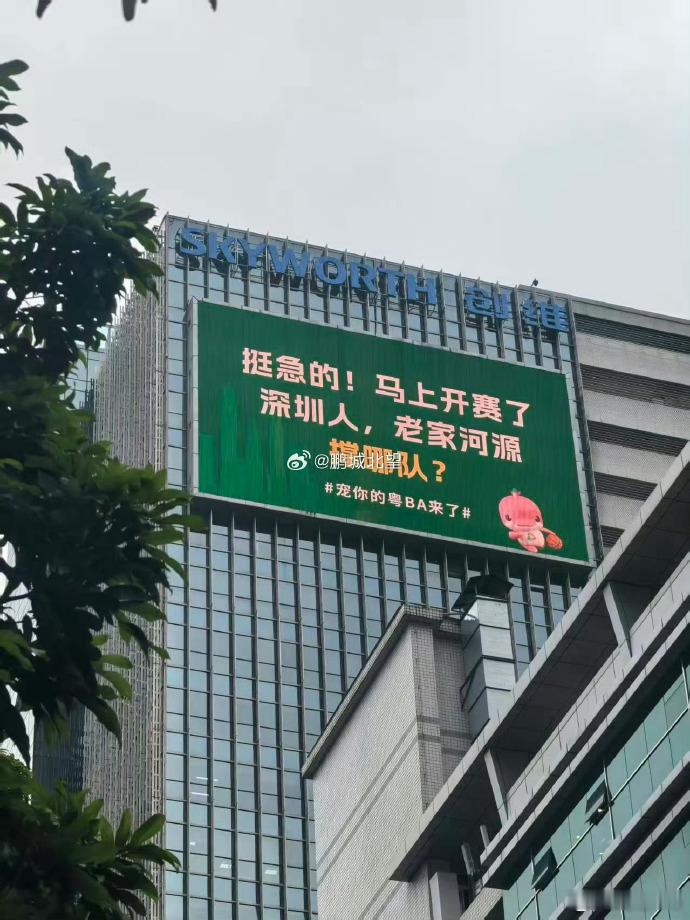 SKYWORTH 创维
挺急的！马上开赛了
深圳人，老家河源
撑哪队？
@鹏城北望
#宠你的粤BA来了#